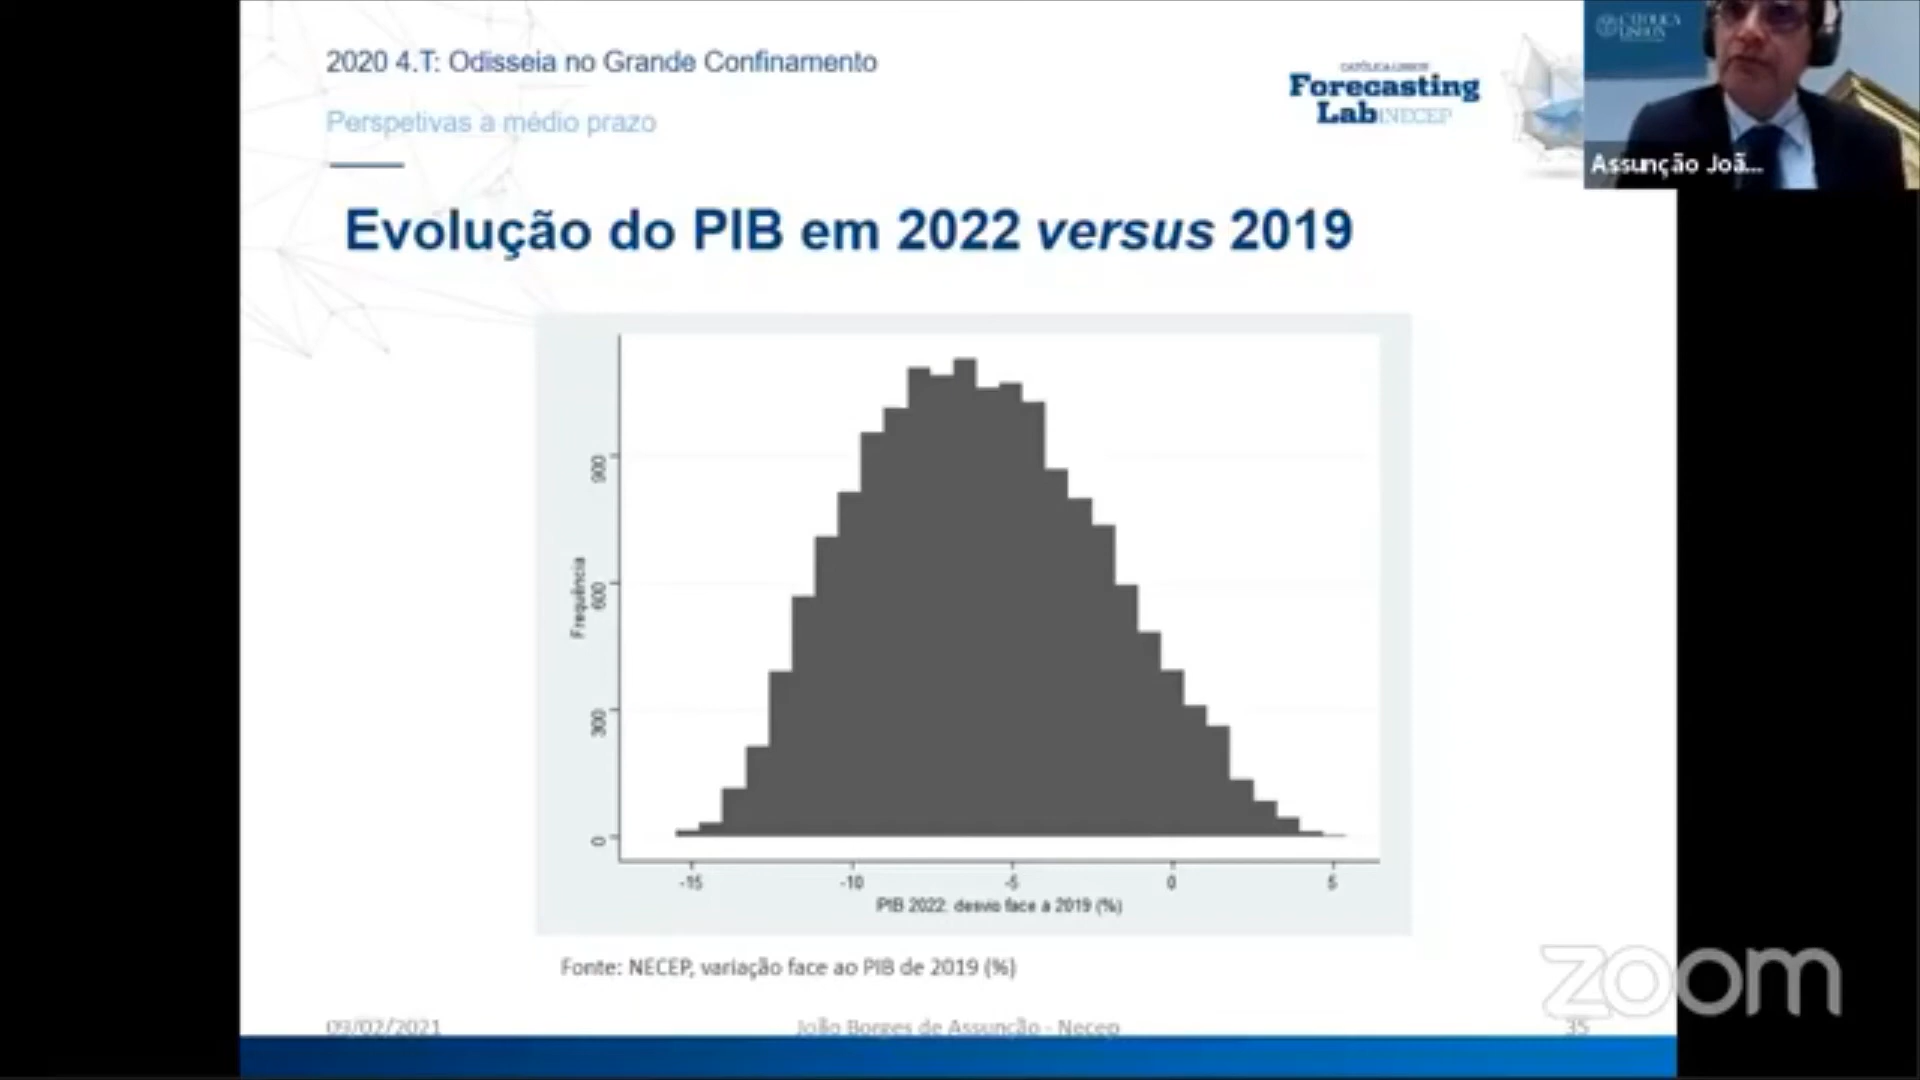 2020 4.T: Odisseia no Grande Confinamento
Perspetivas a médio prazo
CATÓLICA-LISBON
Forecasting
Lab NECEP
CATÓLICA
LISBON
Assunção Joã...
Evolução do PIB em 2022 versus 2019
Frequência
900
600
300
0
-15 -10 -5 0 5
PIB 2022: desvio face a 2019 (%)
Fonte: NECEP, variação face ao PIB de 2019 (%)
zoom
09/02/2021 João Borges de Assunção - Necep 35